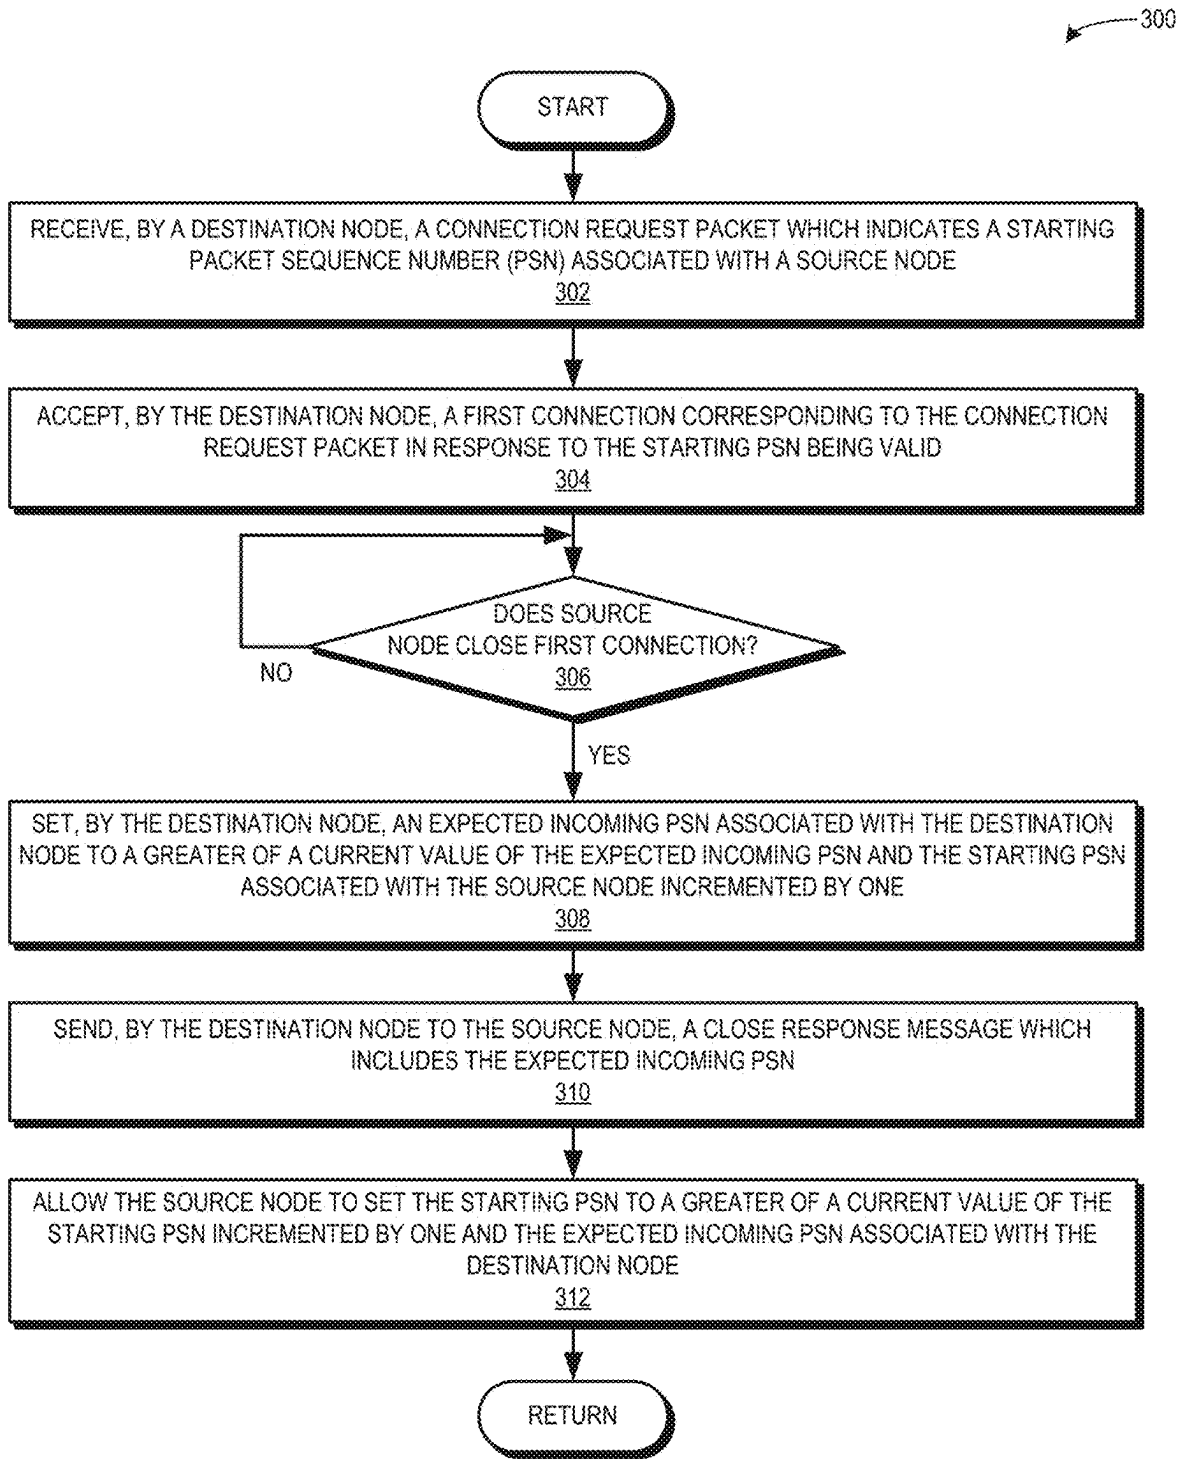 300
START
RECEIVE, BY A DESTINATION NODE, A CONNECTION REQUEST PACKET WHICH INDICATES A STARTING
PACKET SEQUENCE NUMBER (PSN) ASSOCIATED WITH A SOURCE NODE
302
ACCEPT, BY THE DESTINATION NODE, A FIRST CONNECTION CORRESPONDING TO THE CONNECTION
REQUEST PACKET IN RESPONSE TO THE STARTING PSN BEING VALID
304
DOES SOURCE
NODE CLOSE FIRST CONNECTION?
306
NO
YES
SET, BY THE DESTINATION NODE, AN EXPECTED INCOMING PSN ASSOCIATED WITH THE DESTINATION
NODE TO A GREATER OF A CURRENT VALUE OF THE EXPECTED INCOMING PSN AND THE STARTING PSN
ASSOCIATED WITH THE SOURCE NODE INCREMENTED BY ONE
308
SEND, BY THE DESTINATION NODE TO THE SOURCE NODE, A CLOSE RESPONSE MESSAGE WHICH
INCLUDES THE EXPECTED INCOMING PSN
310
ALLOW THE SOURCE NODE TO SET THE STARTING PSN TO A GREATER OF A CURRENT VALUE OF THE
STARTING PSN INCREMENTED BY ONE AND THE EXPECTED INCOMING PSN ASSOCIATED WITH THE
DESTINATION NODE
312
RETURN